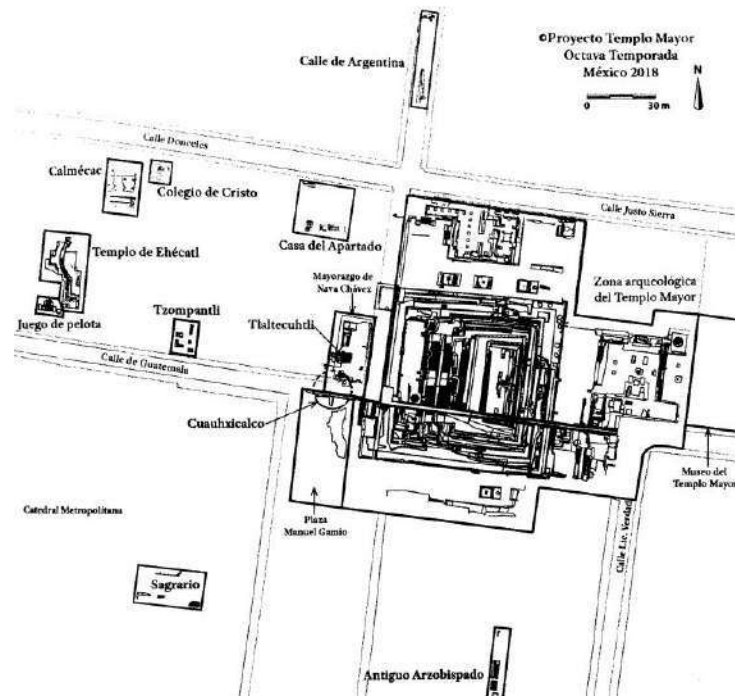 ©Proyecto Templo Mayor
Octava Temporada
México 2018
N
0 30 m
Calle de Argentina
Calle Donceles
Calmécac
Colegio de Cristo
Casa del Apartado
Calle Justo Sierra
Templo de Ehécatl
Mayorazgo de
Nava Chávez
Zona arqueológica
del Templo Mayor
Juego de pelota
Tzompantli
Tlaltecuhtli
Calle de Guatemala
Cuauhxicalco
Museo del
Templo Mayor
Catedral Metropolitana
Plaza
Manuel Gamio
Calle Lic. Verdad
Sagrario
Antiguo Arzobispado